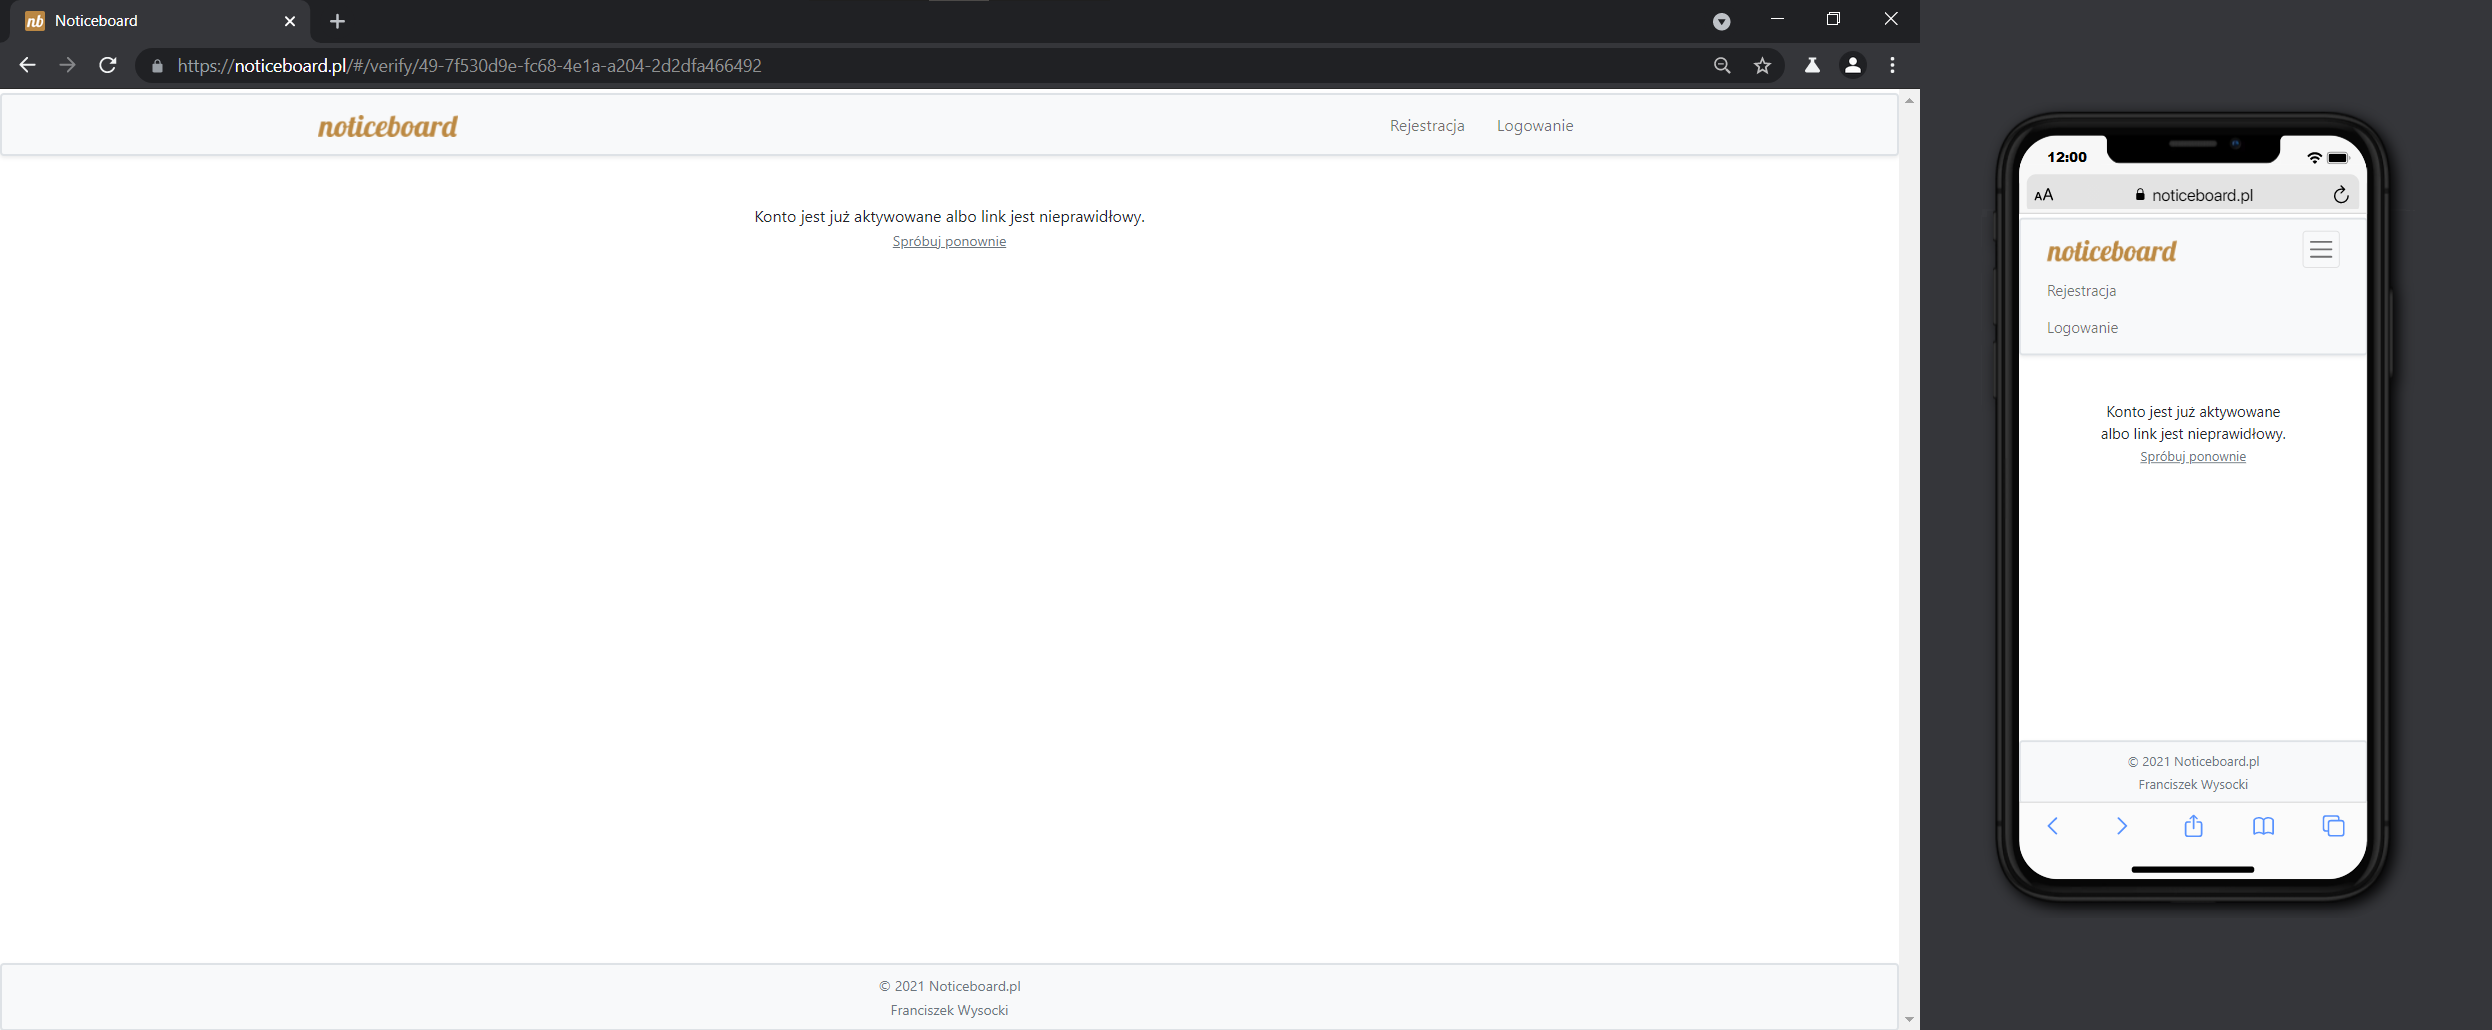 nb Noticeboard
https://noticeboard.pl/#/verify/49-7f530d9e-fc68-4e1a-a204-2d2dfa466492
noticeboard
Rejestracja
Logowanie
Konto jest już aktywowane albo link jest nieprawidłowy.
Spróbuj ponownie
© 2021 Noticeboard.pl
Franciszek Wysocki
12:00
AA
noticeboard.pl
noticeboard
Rejestracja
Logowanie
Konto jest już aktywowane
albo link jest nieprawidłowy.
Spróbuj ponownie
© 2021 Noticeboard.pl
Franciszek Wysocki